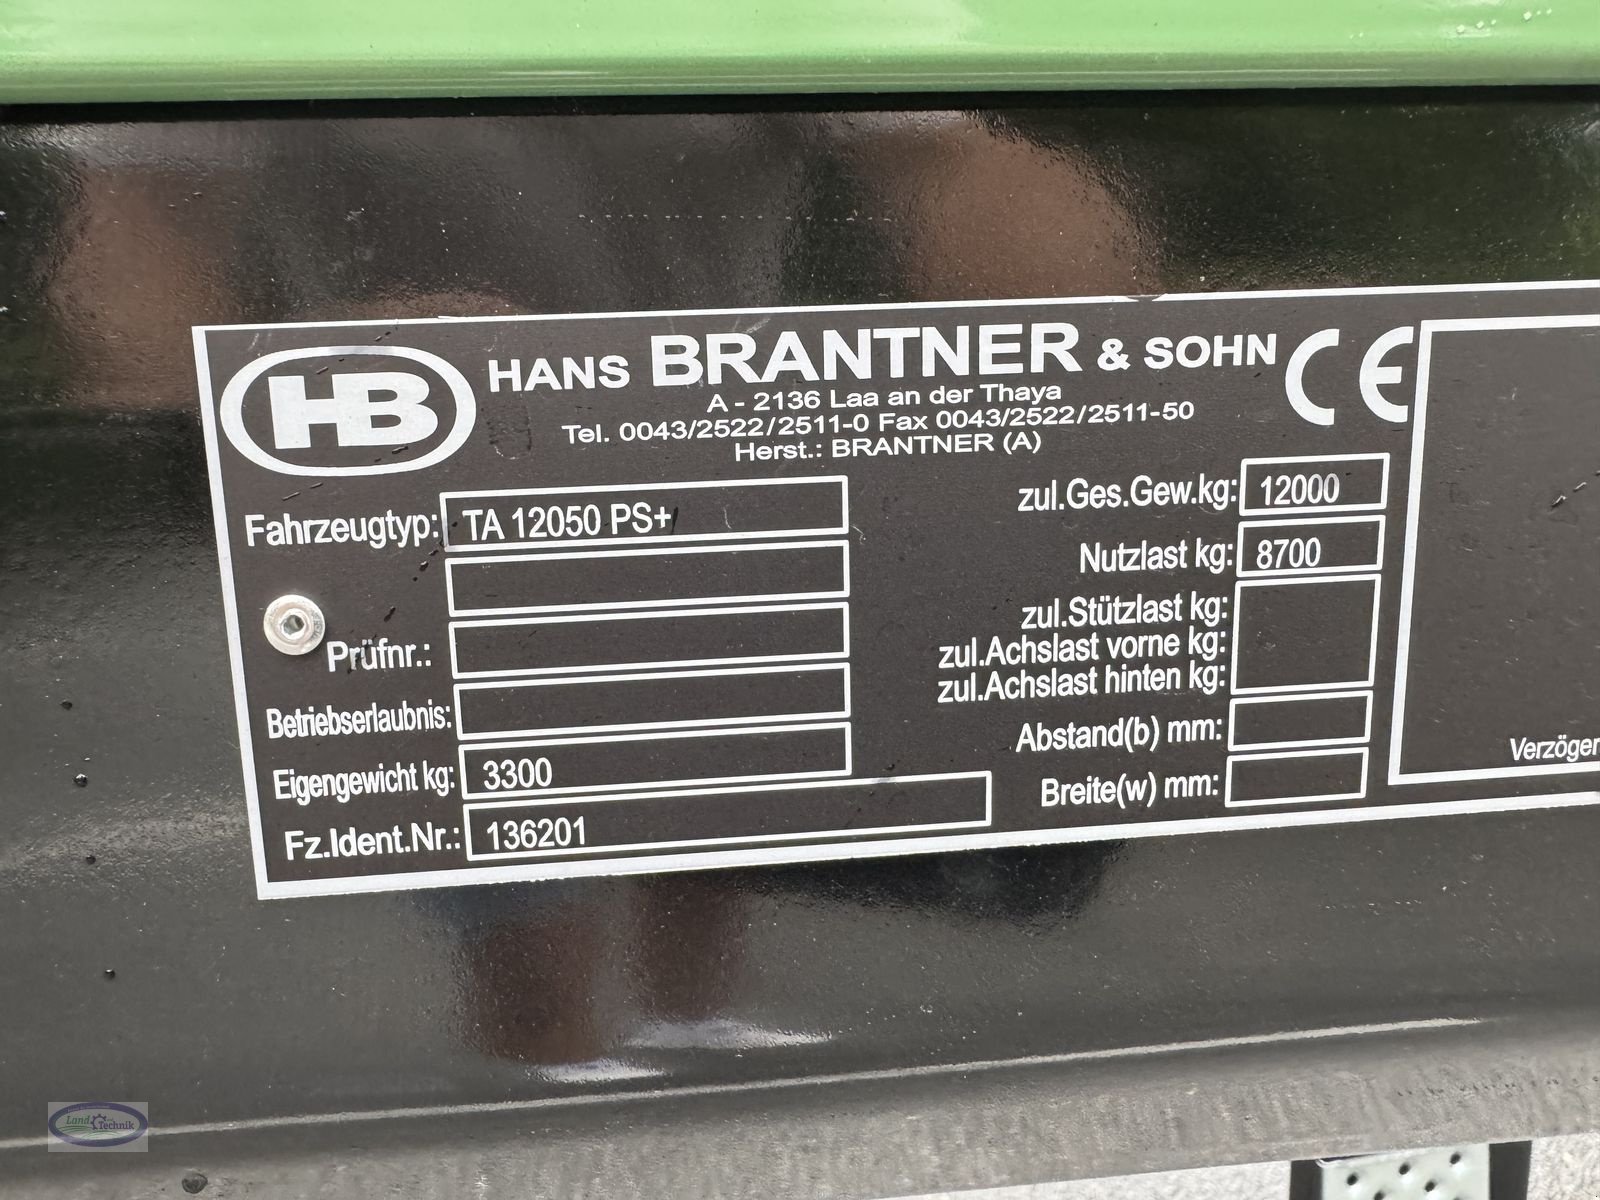 HB HANS BRANTNER & SOHN CE
A - 2136 Laa an der Thaya
Tel. 0043/2522/2511-0 Fax 0043/2522/2511-50
Herst.: BRANTNER (A)
Fahrzeugtyp: TA 12050 PS+
Prüfnr.:
Betriebserlaubnis:
Eigengewicht kg: 3300
Fz.Ident.Nr.: 136201
zul.Ges.Gew.kg: 12000
Nutzlast kg: 8700
zul.Stützlast kg:
zul.Achslast vorne kg:
zul.Achslast hinten kg:
Abstand(b) mm:
Breite(w) mm:
Verzöger
Land Technik